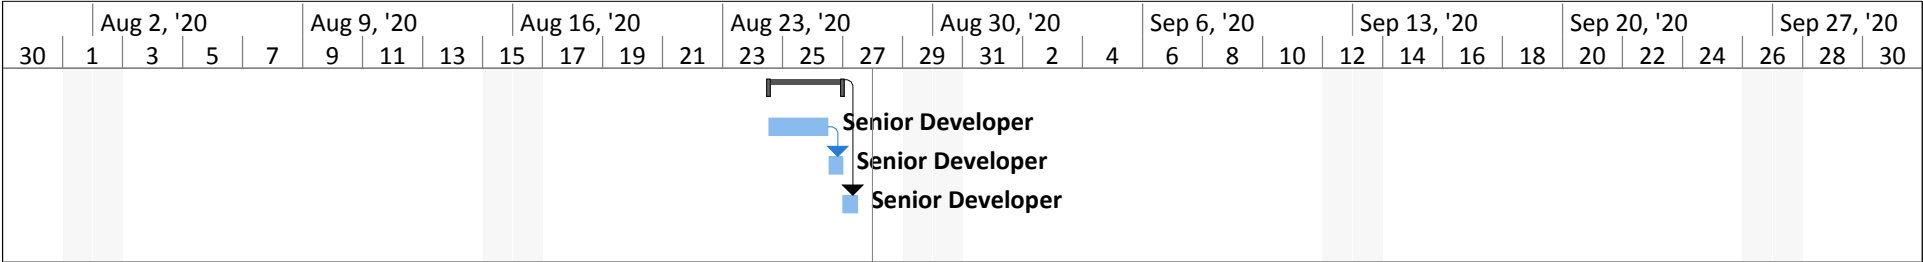 Aug 2, '20 Aug 9, '20 Aug 16, '20 Aug 23, '20 Aug 30, '20 Sep 6, '20 Sep 13, '20 Sep 20, '20 Sep 27, '20
30 1 3 5 7 9 11 13 15 17 19 21 23 25 27 29 31 2 4 6 8 10 12 14 16 18 20 22 24 26 28 30
Senior Developer
Senior Developer
Senior Developer